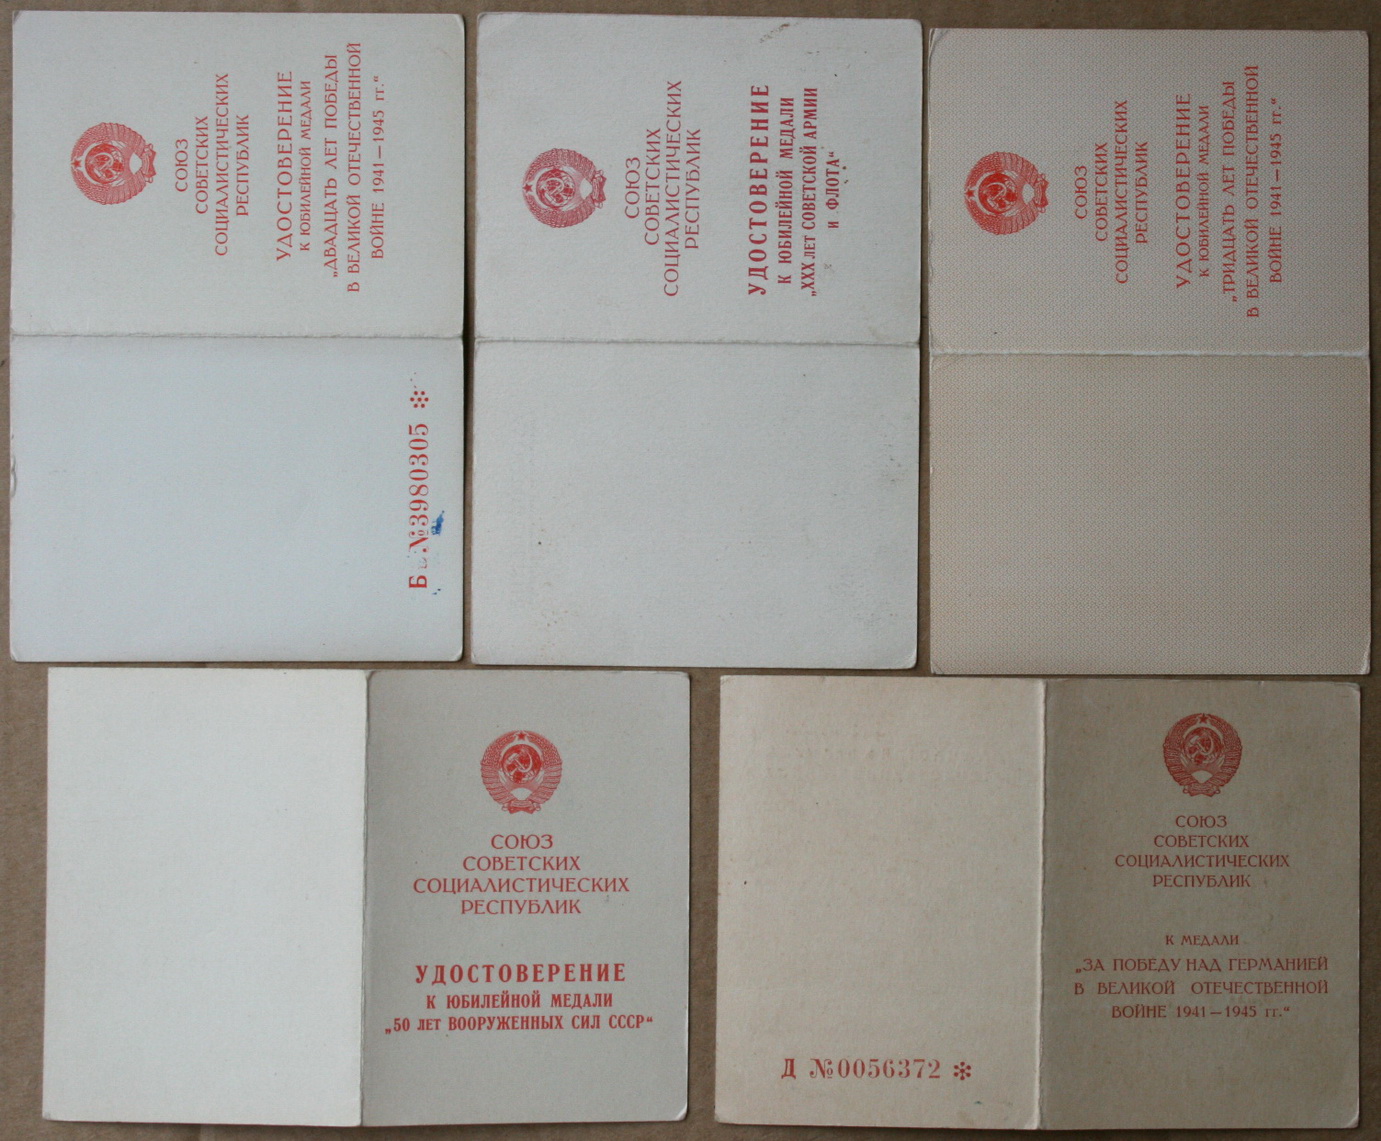 СОЮЗ
СОВЕТСКИХ
СОЦИАЛИСТИЧЕСКИХ
РЕСПУБЛИК
УДОСТОВЕРЕНИЕ
К ЮБИЛЕЙНОЙ МЕДАЛИ
„ДВАДЦАТЬ ЛЕТ ПОБЕДЫ
В ВЕЛИКОЙ ОТЕЧЕСТВЕННОЙ
ВОЙНЕ 1941—1945 гг.“
Б №3980305 *
СОЮЗ
СОВЕТСКИХ
СОЦИАЛИСТИЧЕСКИХ
РЕСПУБЛИК
УДОСТОВЕРЕНИЕ
К ЮБИЛЕЙНОЙ МЕДАЛИ
„XXX ЛЕТ СОВЕТСКОЙ АРМИИ
И ФЛОТА“
СОЮЗ
СОВЕТСКИХ
СОЦИАЛИСТИЧЕСКИХ
РЕСПУБЛИК
УДОСТОВЕРЕНИЕ
К ЮБИЛЕЙНОЙ МЕДАЛИ
„ТРИДЦАТЬ ЛЕТ ПОБЕДЫ
В ВЕЛИКОЙ ОТЕЧЕСТВЕННОЙ
ВОЙНЕ 1941—1945 гг.“
СОЮЗ
СОВЕТСКИХ
СОЦИАЛИСТИЧЕСКИХ
РЕСПУБЛИК
УДОСТОВЕРЕНИЕ
К ЮБИЛЕЙНОЙ МЕДАЛИ
„50 ЛЕТ ВООРУЖЕННЫХ СИЛ СССР“
СОЮЗ
СОВЕТСКИХ
СОЦИАЛИСТИЧЕСКИХ
РЕСПУБЛИК
К МЕДАЛИ
„ЗА ПОБЕДУ НАД ГЕРМАНИЕЙ
В ВЕЛИКОЙ ОТЕЧЕСТВЕННОЙ
ВОЙНЕ 1941—1945 гг.“
Д №0056372 *